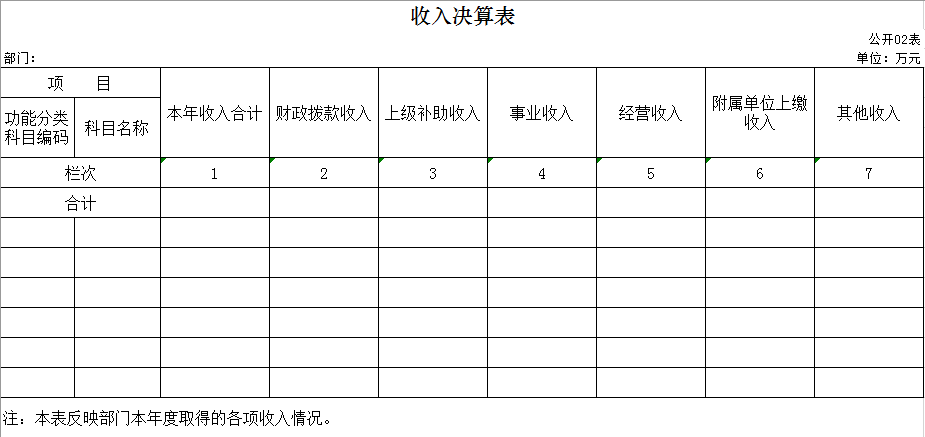 收入决算表
公开02表
部门：
单位：万元
项 目
本年收入合计
财政拨款收入
上级补助收入
事业收入
经营收入
附属单位上缴
收入
其他收入
功能分类
科目编码
科目名称
栏次 1 2 3 4 5 6 7
合计
注：本表反映部门本年度取得的各项收入情况。